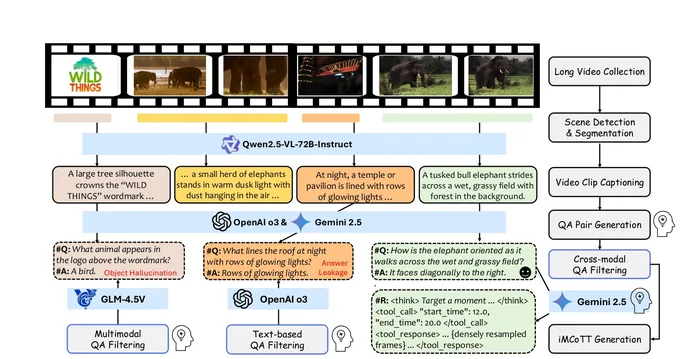 WILD
THINGS
Long Video Collection
Scene Detection
& Segmentation
Qwen2.5-VL-72B-Instruct
A large tree silhouette
crowns the “WILD
THINGS” wordmark ...
... a small herd of elephants
stands in warm dusk light with
dust hanging in the air ...
At night, a temple or
pavilion is lined with rows
of glowing lights ...
A tusked bull elephant strides
across a wet, grassy field with
forest in the background.
Video Clip Captioning
OpenAI o3 & Gemini 2.5
QA Pair Generation
#Q: What animal appears in
the logo above the wordmark?
#A: A bird. Object Hallucination
#Q: What lines the roof at night
with rows of glowing lights?
#A: Rows of glowing lights.
Answer
Leakage
#Q: How is the elephant oriented as it
walks across the wet and grassy field?
#A: It faces diagonally to the right.
Cross-modal
QA Filtering
GLM-4.5V
OpenAI o3
#R: <think> Target a moment ... </think>
<tool_call> "start_time": 12.0,
"end_time": 20.0 </tool_call>
<tool_response> ... {densely resampled
frames} ... </tool_response>
Gemini 2.5
Multimodal
QA Filtering
Text-based
QA Filtering
iMCoTT Generation